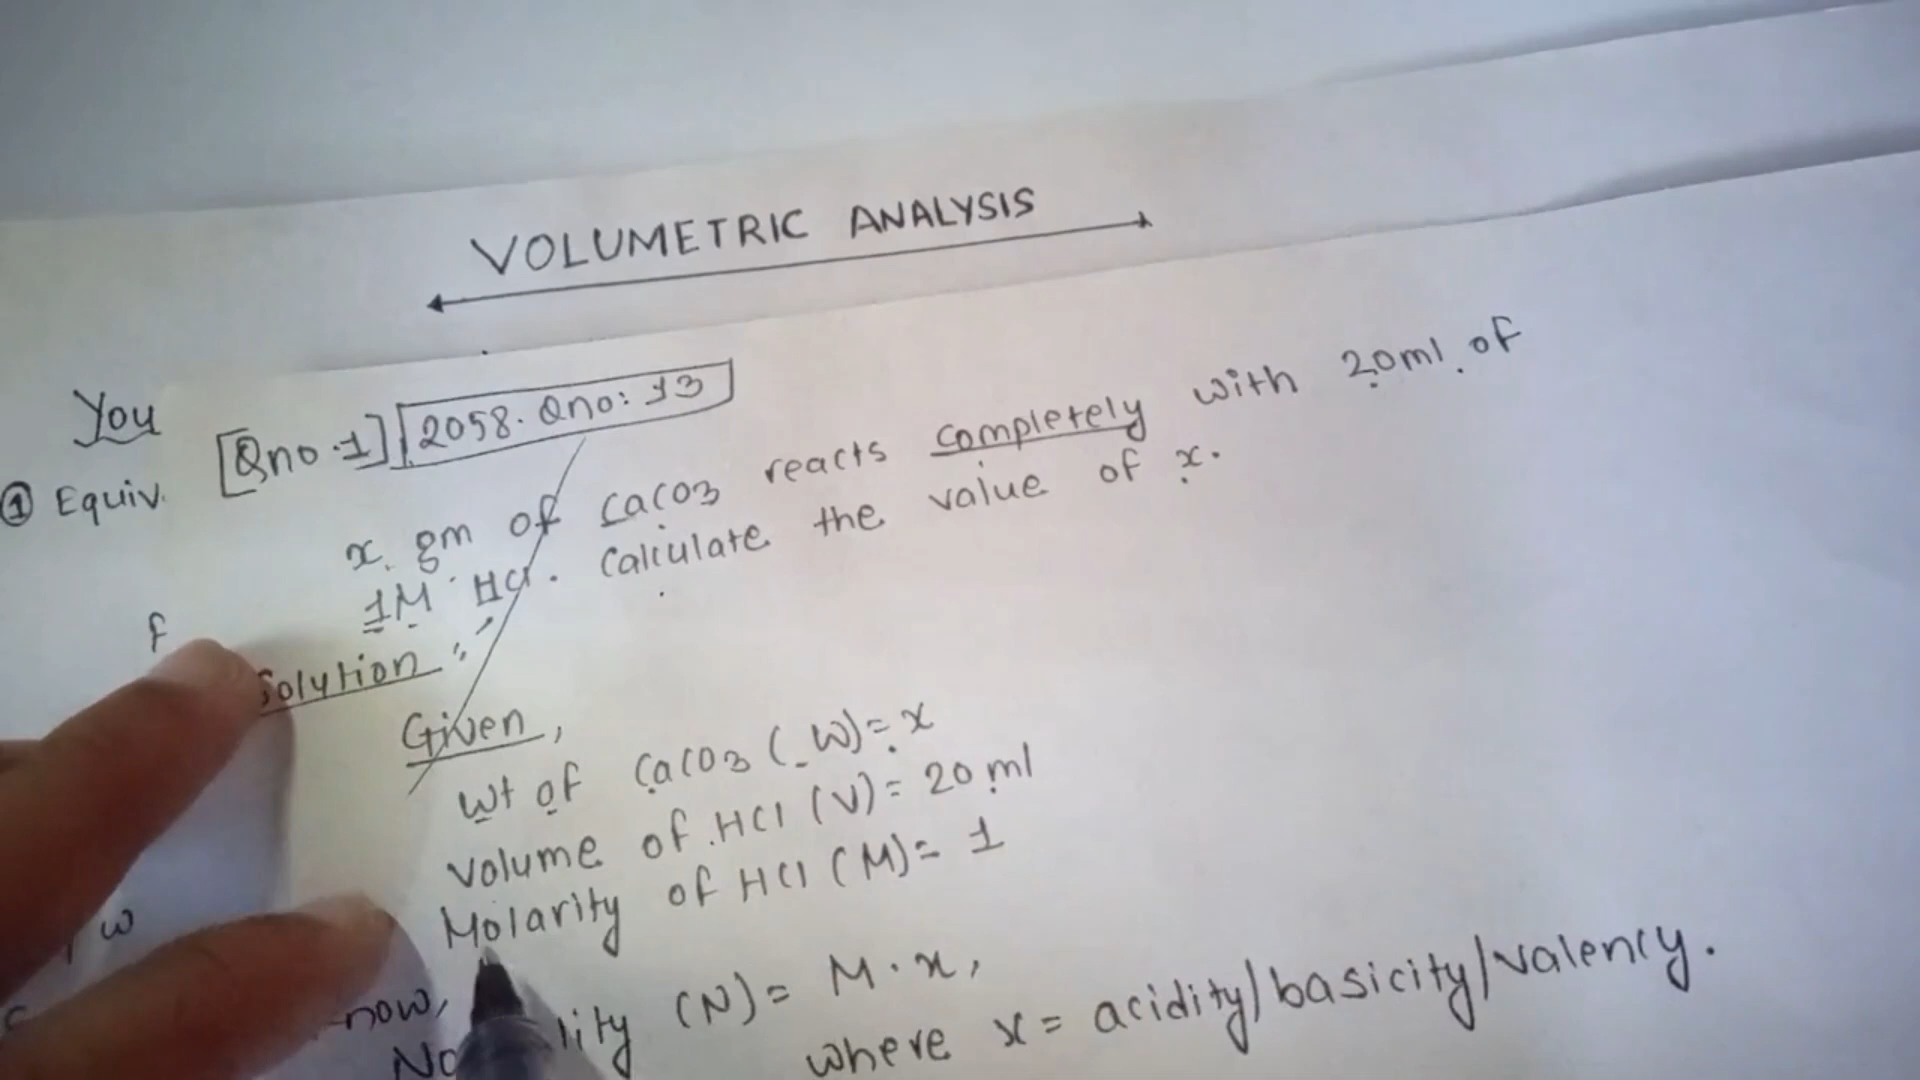 VOLUMETRIC ANALYSIS
You
[Qno.1] 2058. Qno: 13
① Equiv.
x gm of CaCO3 reacts completely with 20ml of
1M HCl. Calculate the value of x.
f
Solution:
Given,
wt of CaCO3 (W) = x
volume of HCl (V) = 20 ml
Molarity of HCl (M) = 1
w
now,
(N) = M.x,
where x = acidity/basicity/valency.